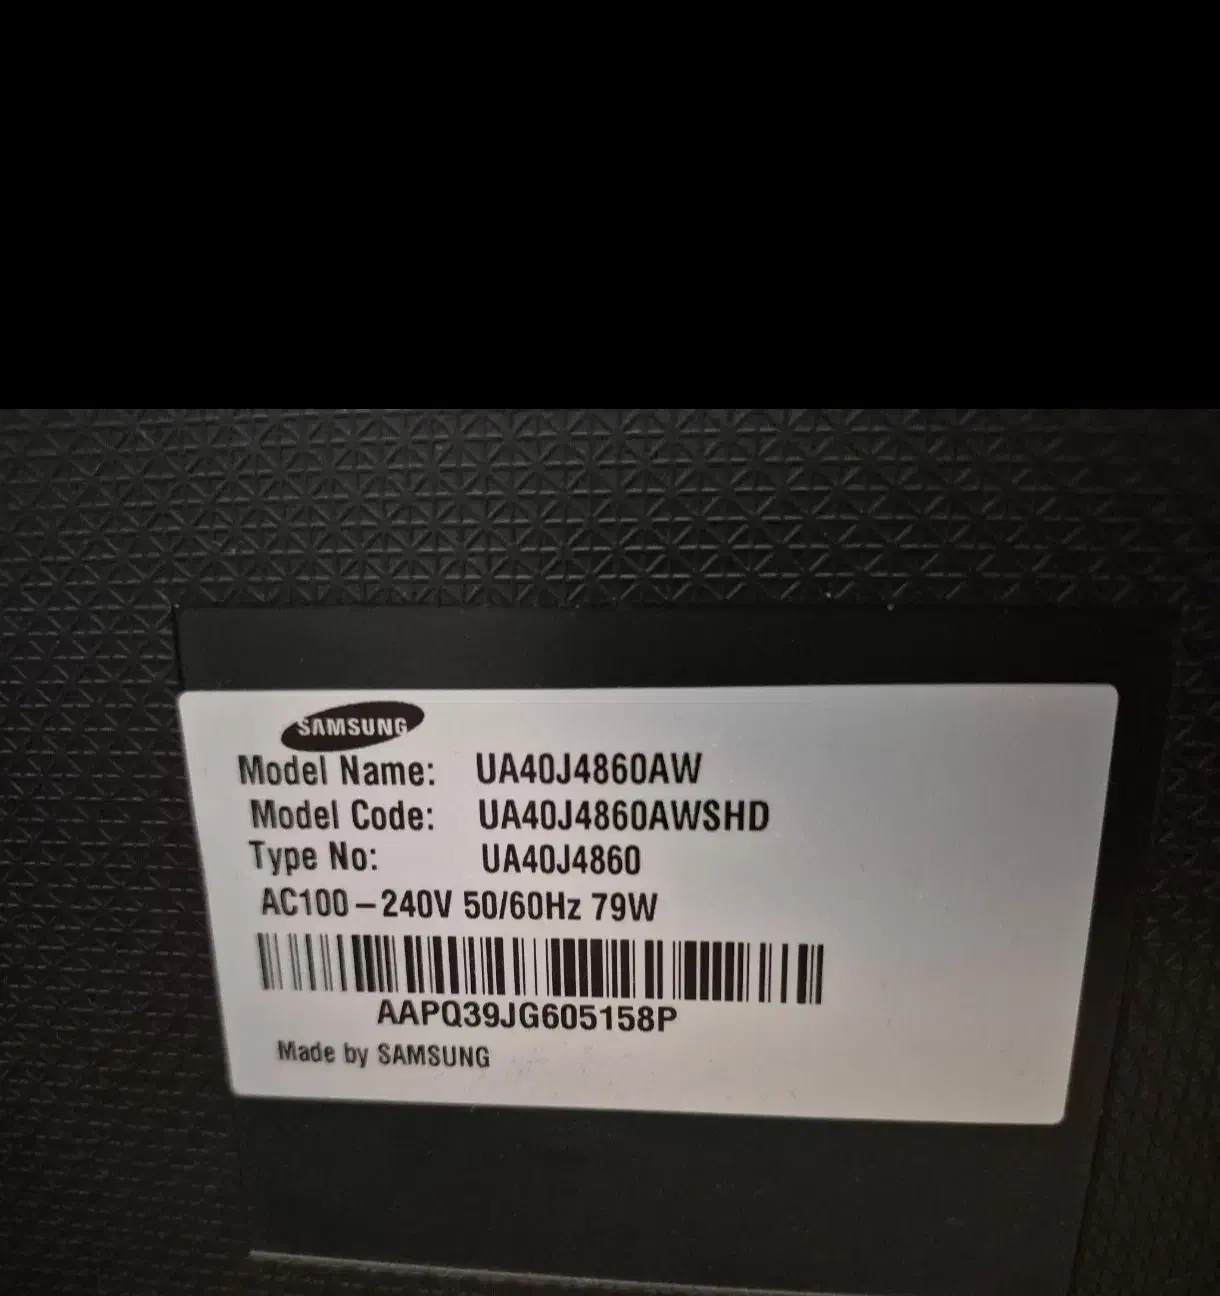 SAMSUNG
Model Name: UA40J4860AW
Model Code: UA40J4860AWSHD
Type No: UA40J4860
AC100-240V 50/60Hz 79W
AAPQ39JG605158P
Made by SAMSUNG